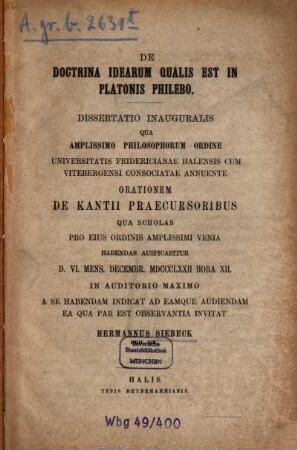 A. gr. b. 2631 t
DE
DOCTRINA IDEARUM QUALIS EST IN
PLATONIS PHILEBO.
DISSERTATIO INAUGURALIS
QUA
AMPLISSIMO PHILOSOPHORUM ORDINE
UNIVERSITATIS FRIDERICIANAE HALENSIS CUM
VITEBERGENSI CONSOCIATAE ANNUENTE
ORATIONEM
DE KANTII PRAECURSORIBUS
QUA SCHOLAS
PRO EIUS ORDINIS AMPLISSIMI VENIA
HABENDAS AUSPICABITUR
D. VI. MENS. DECEMBR. MDCCCLXXII HORA XII.
IN AUDITORIO MAXIMO
A SE HABENDAM INDICAT AD EAMQUE AUDIENDAM
EA QUA PAR EST OBSERVANTIA INVITAT
HERMANNUS SIEBECK
Bayerische
Staatsbibliothek
MÜNCHEN
HALIS
TYPIS HEYNEMANNIANIS.
Wbg 49/400